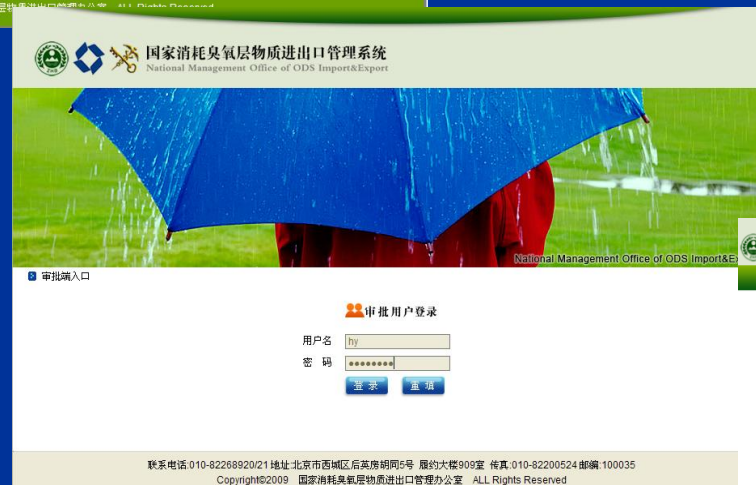 国家消耗臭氧层物质进出口管理系统
National Management Office of ODS Import&Export
National Management Office of ODS Import&E
审批端入口
审批用户登录
用户名 hy
密 码
登 录 重 填
联系电话:010-82268920/21 地址:北京市西城区后英房胡同5号 履约大楼909室 传真:010-82200524 邮编:100035
Copyright©2009 国家消耗臭氧层物质进出口管理办公室 ALL Rights Reserved